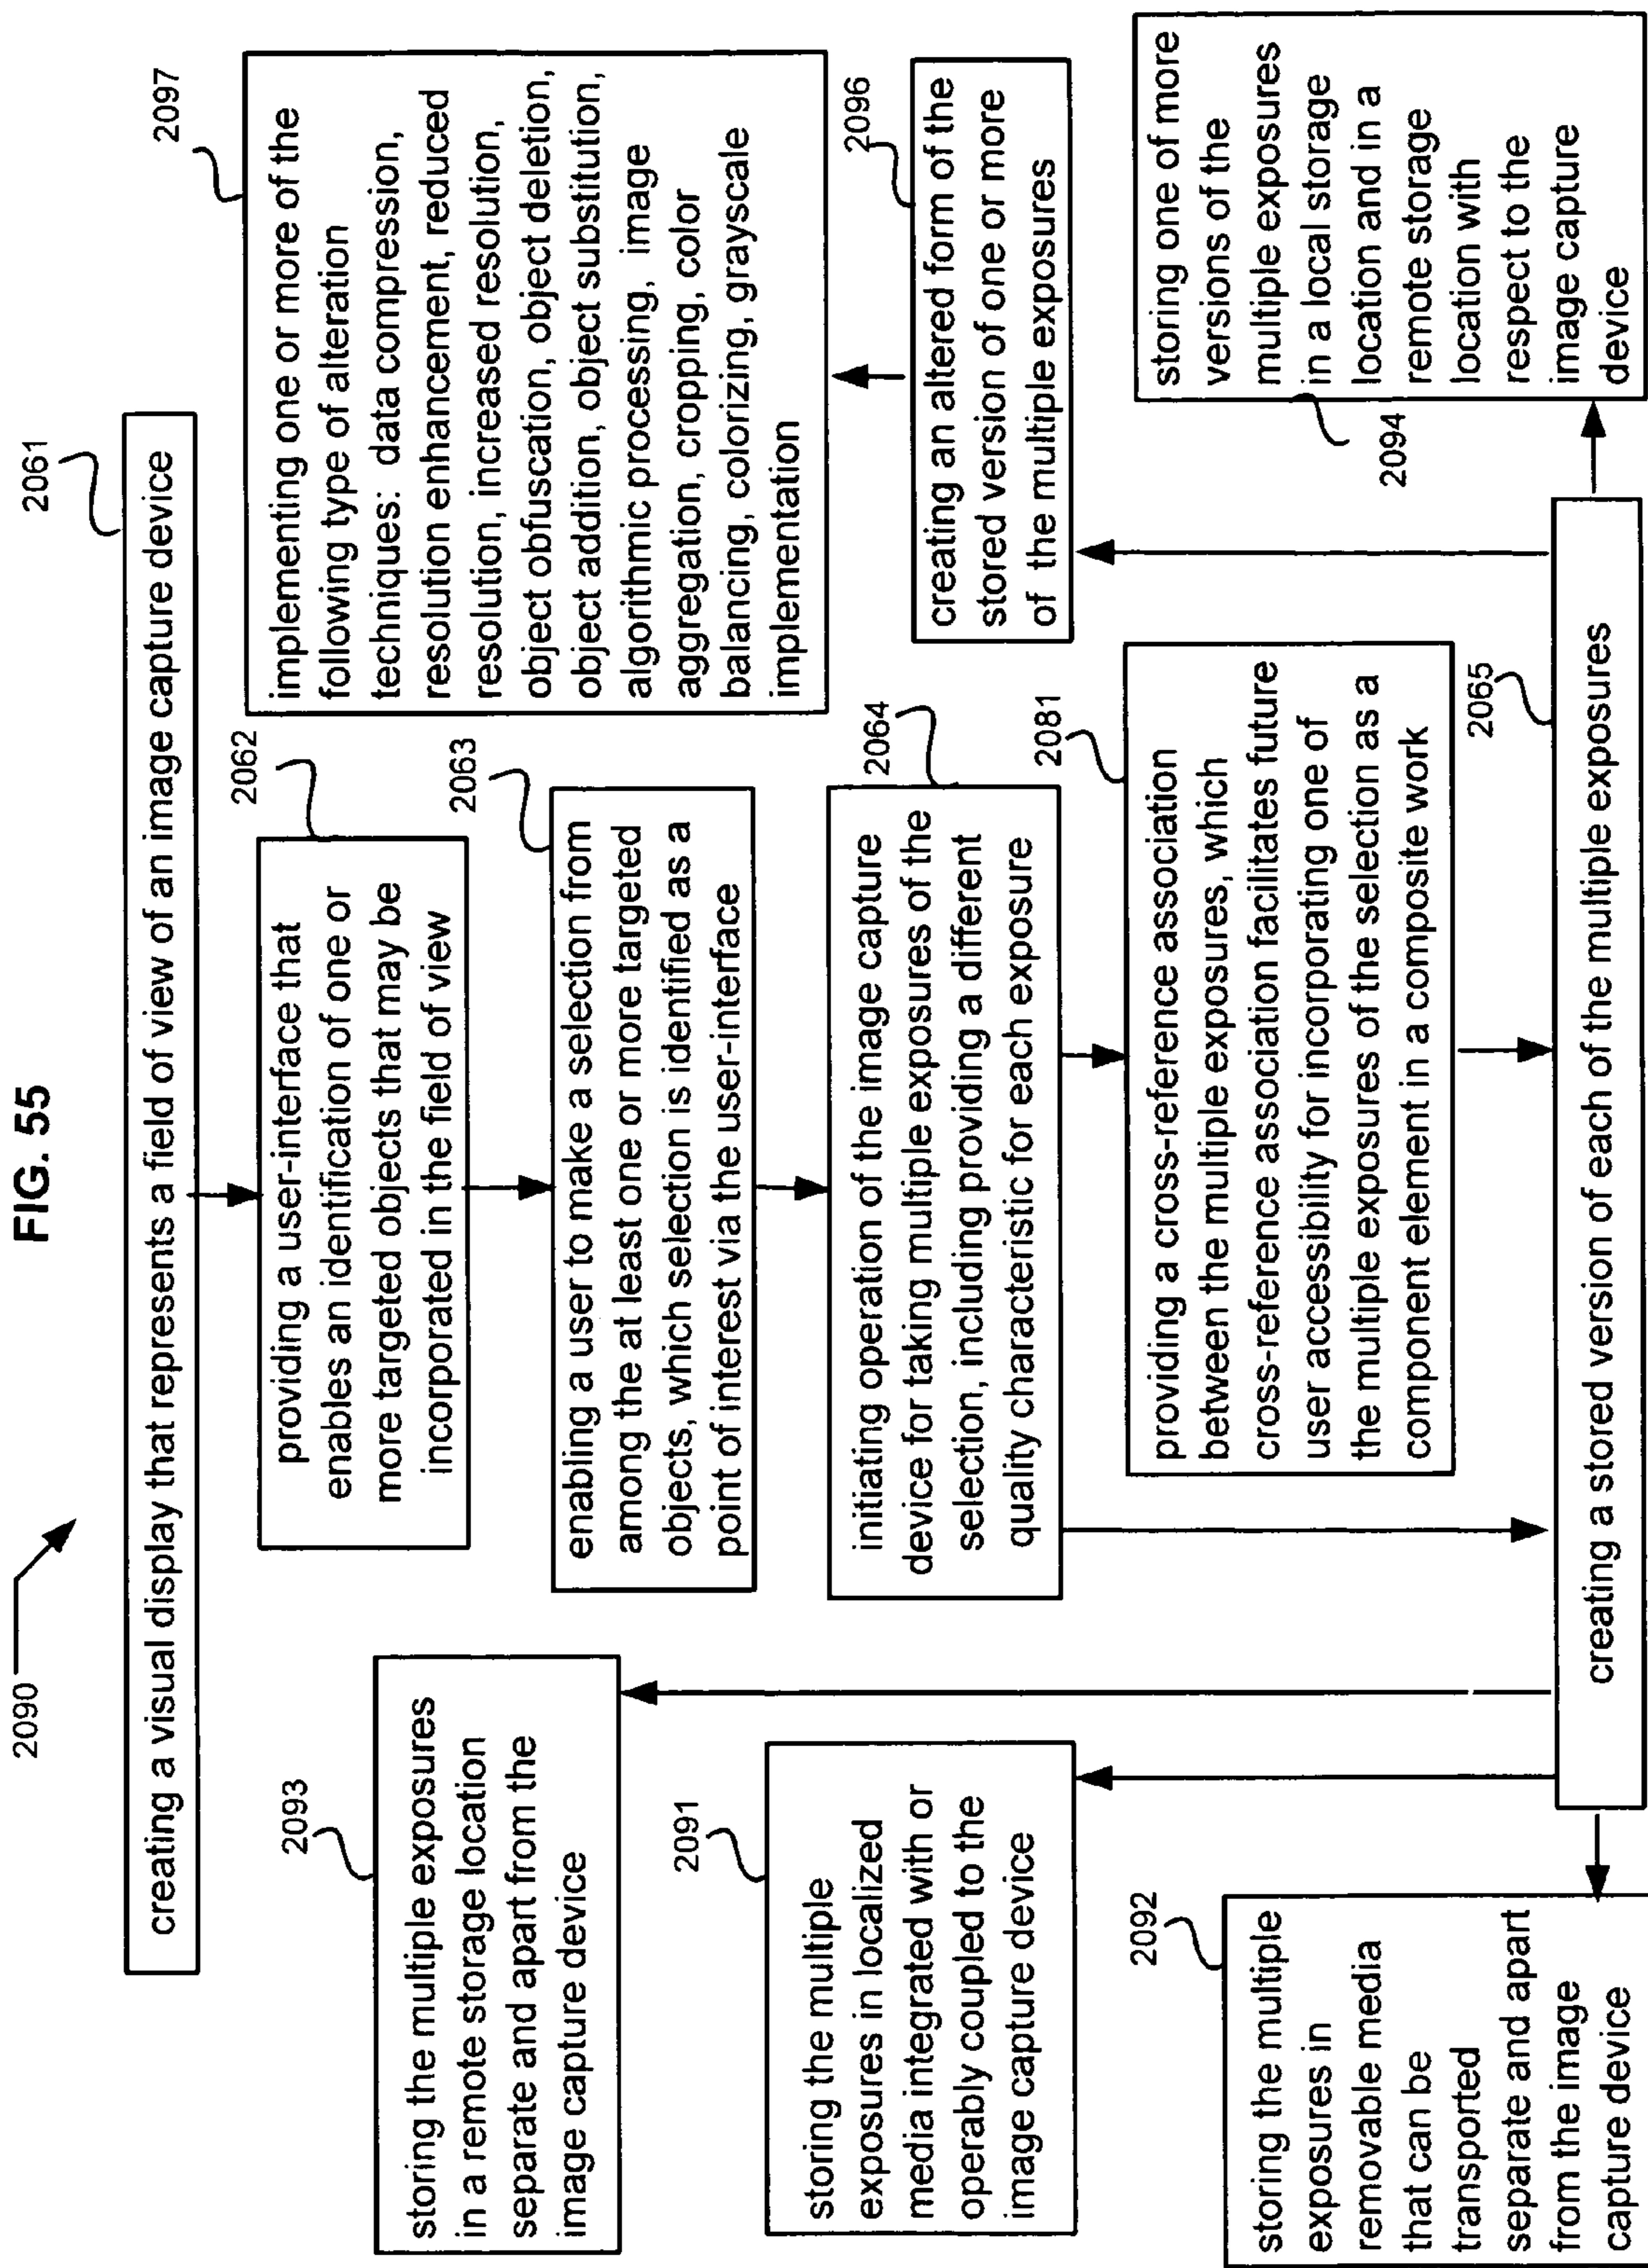 FIG. 55
2090
2061
creating a visual display that represents a field of view of an image capture device
2062
providing a user-interface that
enables an identification of one or
more targeted objects that may be
incorporated in the field of view
2063
enabling a user to make a selection from
among the at least one or more targeted
objects, which selection is identified as a
point of interest via the user-interface
2064
initiating operation of the image capture
device for taking multiple exposures of the
selection, including providing a different
quality characteristic for each exposure
2081
providing a cross-reference association
between the multiple exposures, which
cross-reference association facilitates future
user accessibility for incorporating one of
the multiple exposures of the selection as a
component element in a composite work
2065
creating a stored version of each of the multiple exposures
2093
storing the multiple exposures
in a remote storage location
separate and apart from the
image capture device
2091
storing the multiple
exposures in localized
media integrated with or
operably coupled to the
image capture device
2092
storing the multiple
exposures in
removable media
that can be
transported
separate and apart
from the image
capture device
2097
implementing one or more of the
following type of alteration
techniques: data compression,
resolution enhancement, reduced
resolution, increased resolution,
object obfuscation, object deletion,
object addition, object substitution,
algorithmic processing, image
aggregation, cropping, color
balancing, colorizing, grayscale
implementation
2096
creating an altered form of the
stored version of one or more
of the multiple exposures
2094
storing one of more
versions of the
multiple exposures
in a local storage
location and in a
remote storage
location with
respect to the
image capture
device